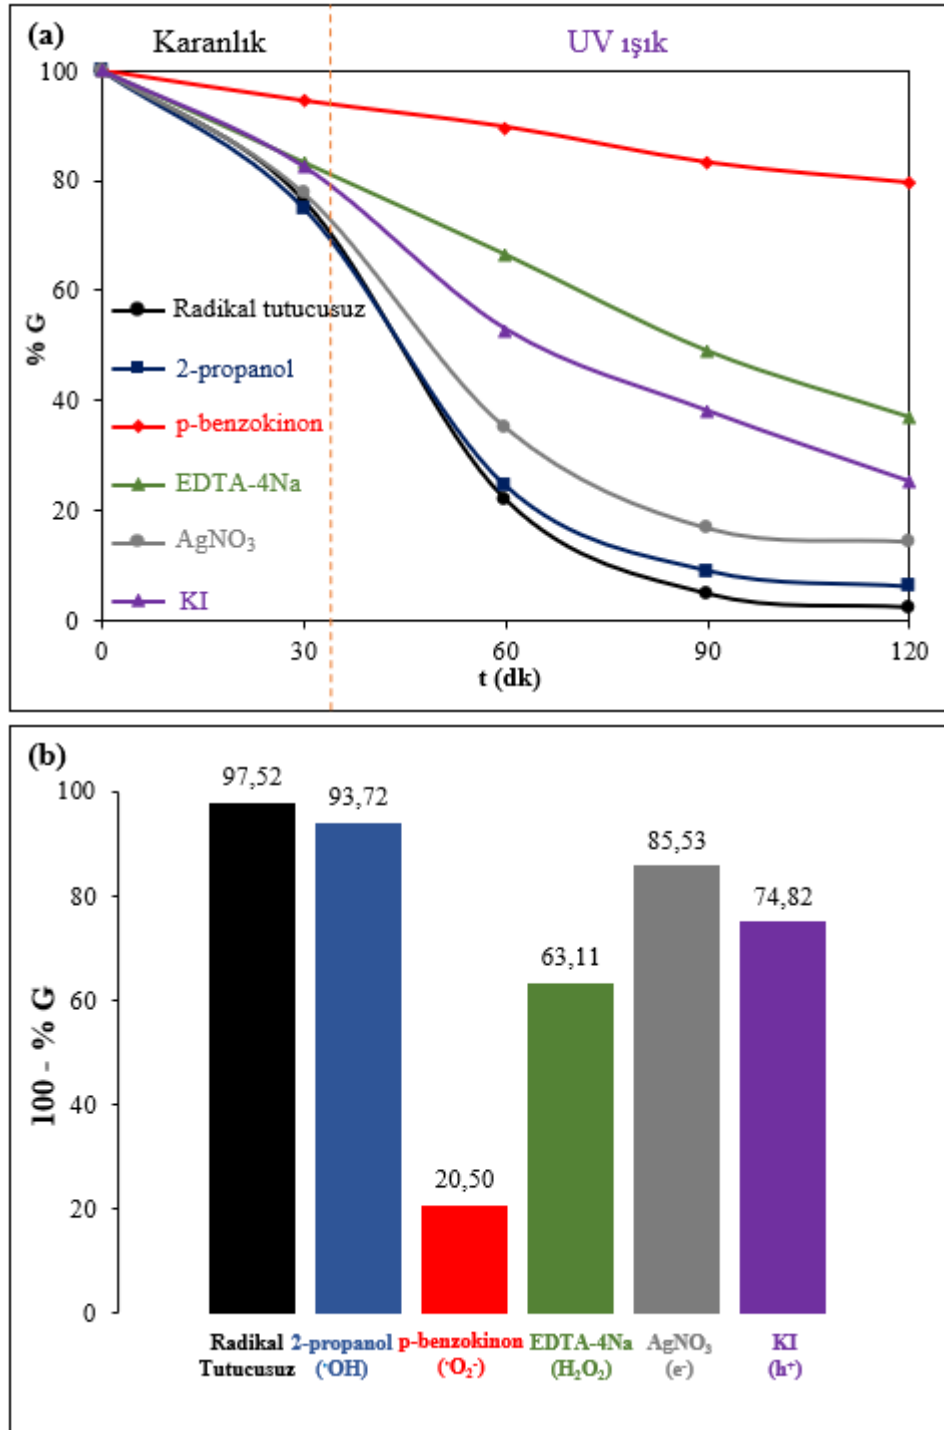 (a)
Karanlık
UV ışık
100
80
60
40
20
0
% G
Radikal tutucusuz
2-propanol
p-benzokinon
EDTA-4Na
AgNO₃
KI
0 30 60 90 120
t (dk)
(b)
100
80
60
40
20
0
100 - % G
97,52
93,72
20,50
63,11
85,53
74,82
Radikal
Tutucusuz
2-propanol
(·OH)
p-benzokinon
(·O₂⁻)
EDTA-4Na
(H₂O₂)
AgNO₃
(e⁻)
KI
(h⁺)